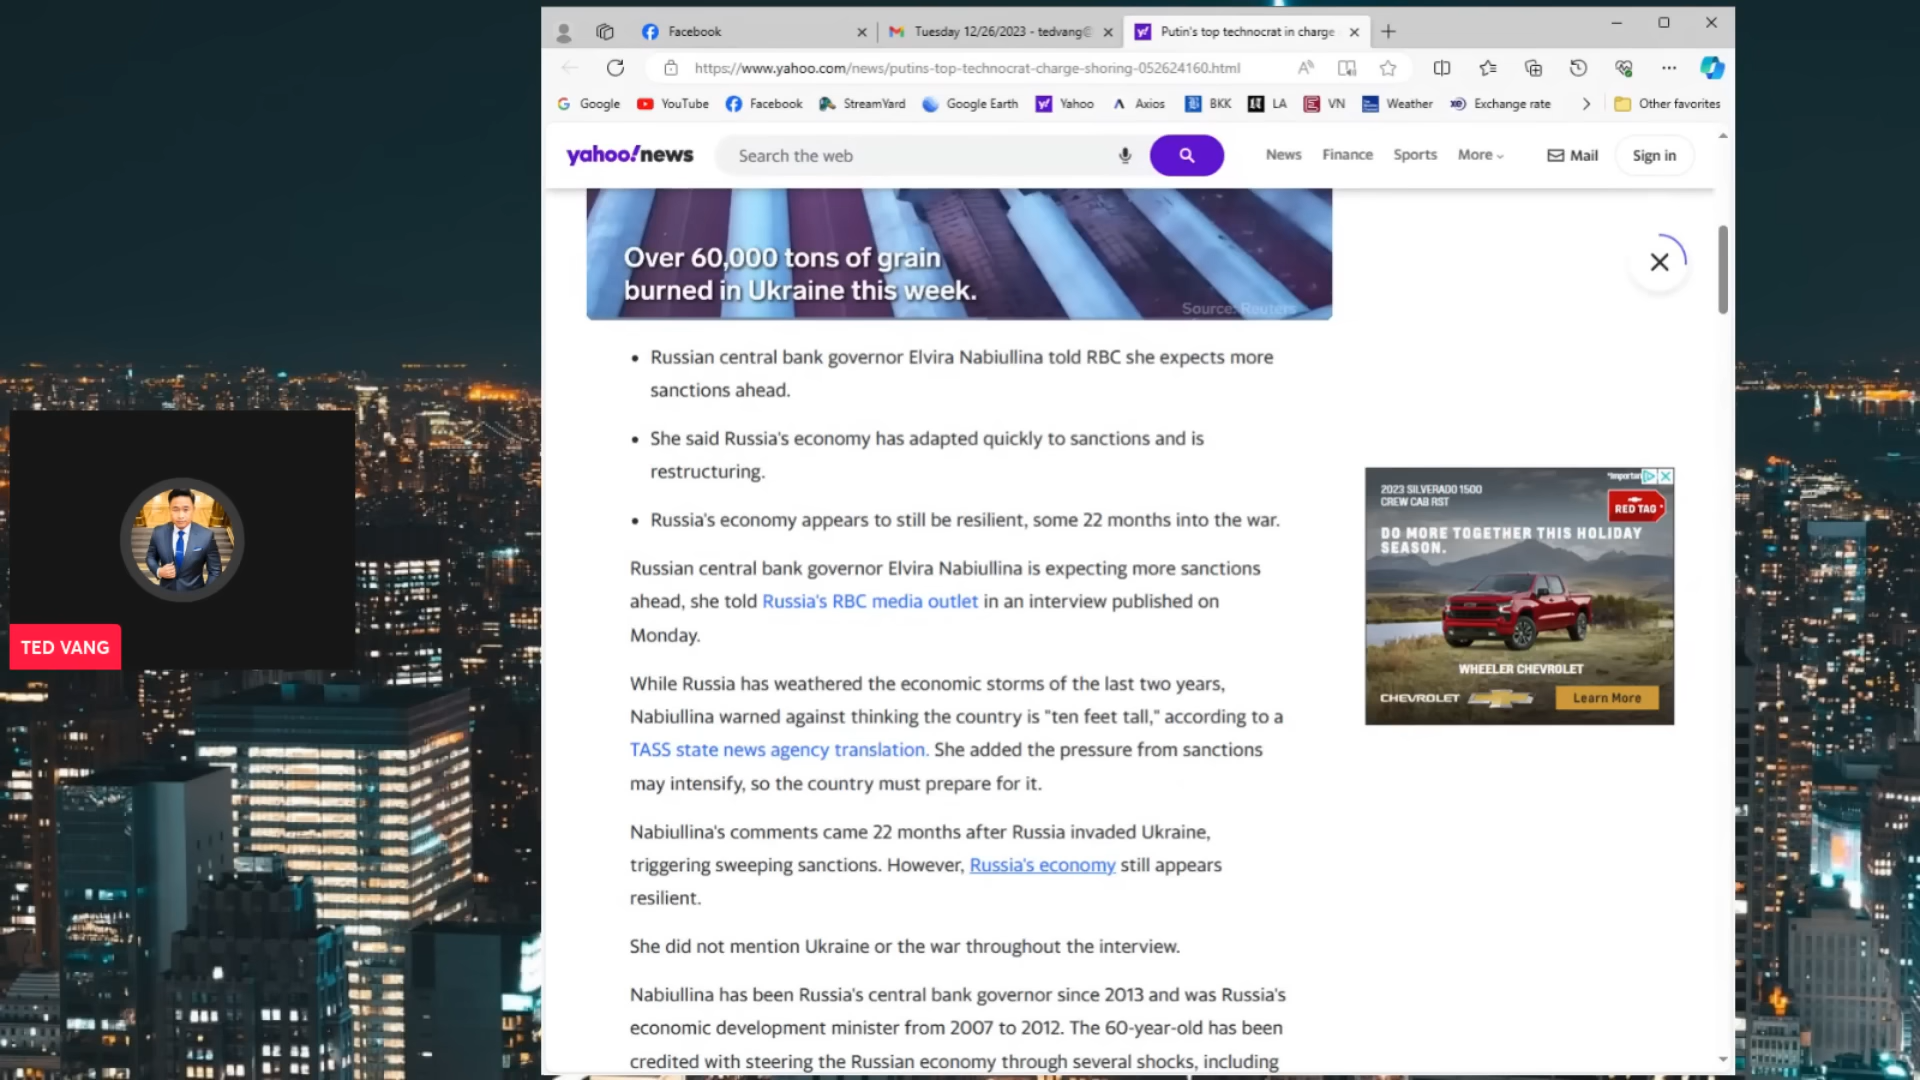 Facebook
Tuesday 12/26/2023 - tedvang@
Putin's top technocrat in charge
https://www.yahoo.com/news/putins-top-technocrat-charge-shoring-052624160.html
Google
YouTube
Facebook
StreamYard
Google Earth
Yahoo
Axios
BKK
LA
VN
Weather
Exchange rate
Other favorites
yahoo!news
Search the web
News
Finance
Sports
More
Mail
Sign in
Over 60,000 tons of grain
burned in Ukraine this week.
Source: Reuters
• Russian central bank governor Elvira Nabiullina told RBC she expects more
sanctions ahead.
• She said Russia's economy has adapted quickly to sanctions and is
restructuring.
• Russia's economy appears to still be resilient, some 22 months into the war.
Russian central bank governor Elvira Nabiullina is expecting more sanctions
ahead, she told Russia's RBC media outlet in an interview published on
Monday.
While Russia has weathered the economic storms of the last two years,
Nabiullina warned against thinking the country is "ten feet tall," according to a
TASS state news agency translation. She added the pressure from sanctions
may intensify, so the country must prepare for it.
Nabiullina's comments came 22 months after Russia invaded Ukraine,
triggering sweeping sanctions. However, Russia's economy still appears
resilient.
She did not mention Ukraine or the war throughout the interview.
Nabiullina has been Russia's central bank governor since 2013 and was Russia's
economic development minister from 2007 to 2012. The 60-year-old has been
credited with steering the Russian economy through several shocks, including
*Important
2023 SILVERADO 1500
CREW CAB RST
RED TAG
DO MORE TOGETHER THIS HOLIDAY
SEASON.
WHEELER CHEVROLET
CHEVROLET
Learn More
TED VANG